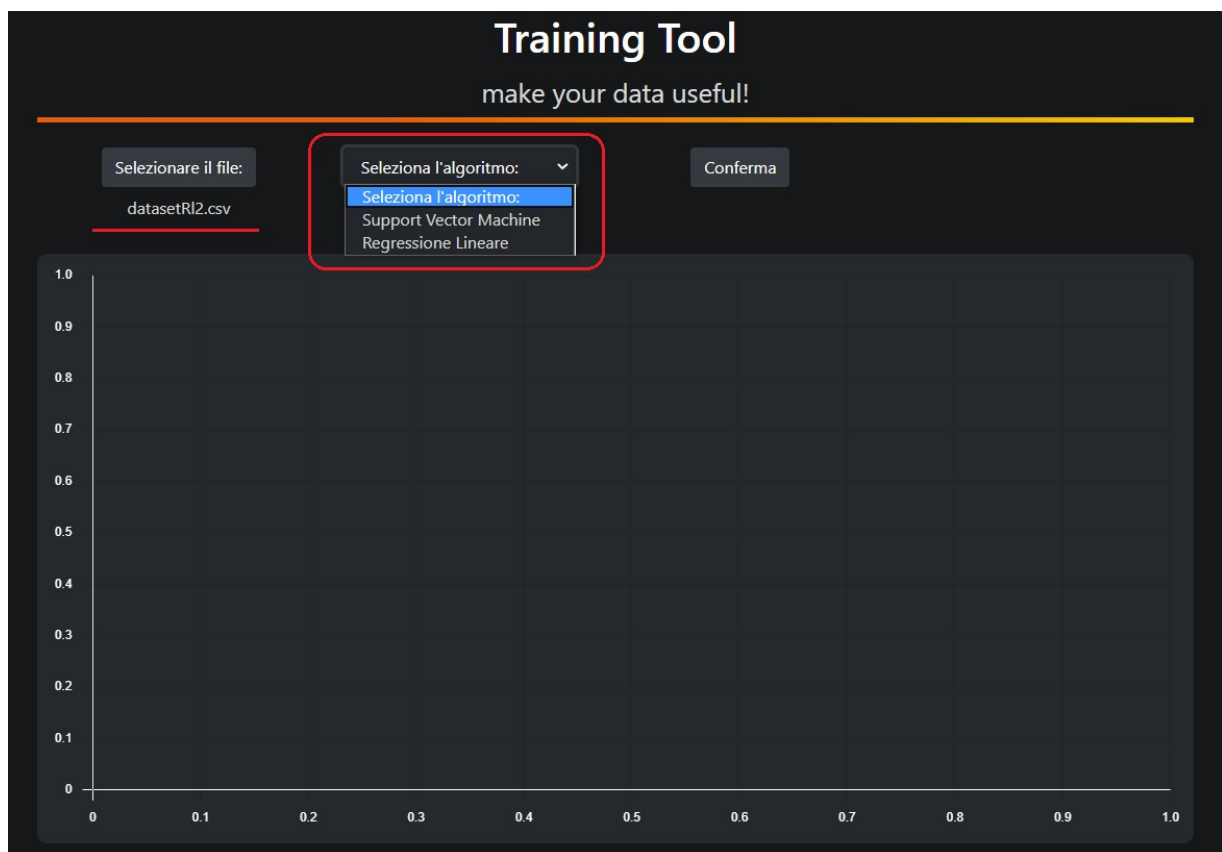 Training Tool
make your data useful!
Selezionare il file:
Seleziona l'algoritmo:
Conferma
datasetRl2.csv
Seleziona l'algoritmo:
Support Vector Machine
Regressione Lineare
1.0
0.9
0.8
0.7
0.6
0.5
0.4
0.3
0.2
0.1
0
0 0.1 0.2 0.3 0.4 0.5 0.6 0.7 0.8 0.9 1.0